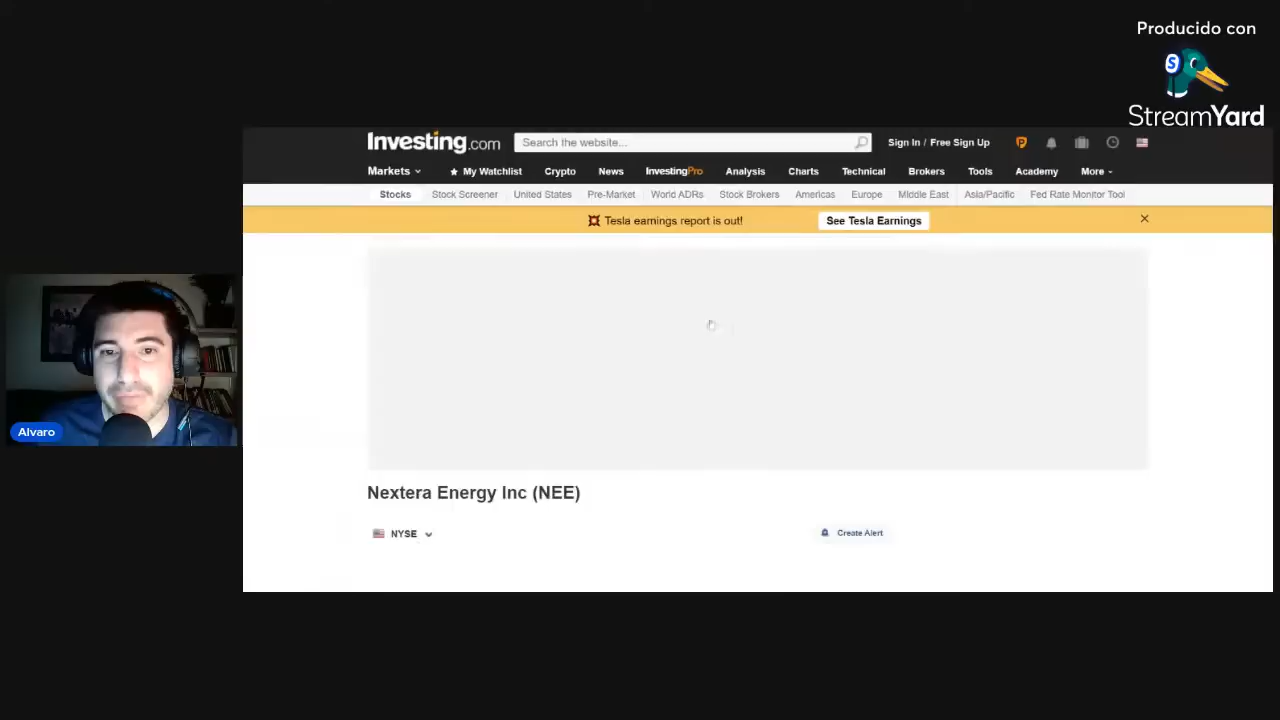 Producido con
S
StreamYard
Investing.com
Search the website...
Sign In / Free Sign Up
P
Markets
My Watchlist
Crypto
News
InvestingPro
Analysis
Charts
Technical
Brokers
Tools
Academy
More
Stocks
Stock Screener
United States
Pre-Market
World ADRs
Stock Brokers
Americas
Europe
Middle East
Asia/Pacific
Fed Rate Monitor Tool
Tesla earnings report is out!
See Tesla Earnings
Alvaro
Nextera Energy Inc (NEE)
NYSE
Create Alert